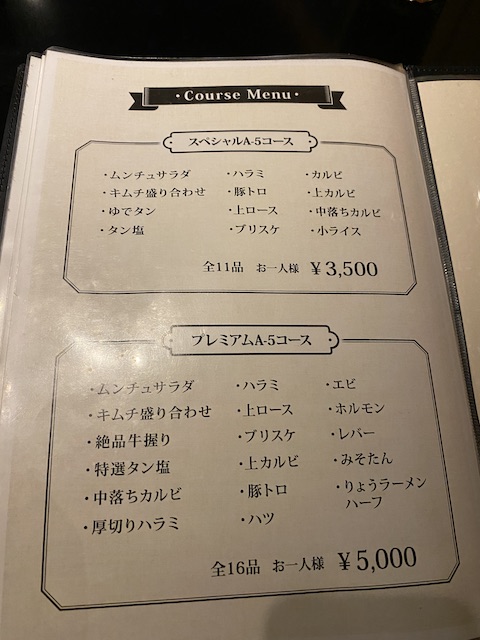 ・Course Menu・
スペシャルA-5コース
・ムンチュサラダ ・ハラミ ・カルビ
・キムチ盛り合わせ ・豚トロ ・上カルビ
・ゆでタン ・上ロース ・中落ちカルビ
・タン塩 ・ブリスケ ・小ライス
全11品 お一人様 ￥3,500
プレミアムA-5コース
・ムンチュサラダ ・ハラミ ・エビ
・キムチ盛り合わせ ・上ロース ・ホルモン
・絶品牛握り ・ブリスケ ・レバー
・特選タン塩 ・上カルビ ・みそたん
・中落ちカルビ ・豚トロ ・りょうラーメン
ハーフ
・厚切りハラミ ・ハツ
全16品 お一人様 ￥5,000